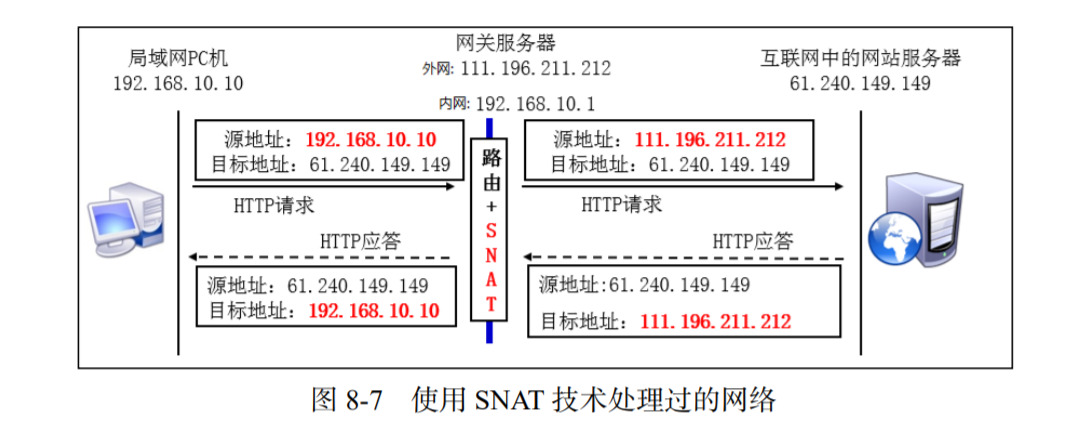 局域网PC机
192.168.10.10
网关服务器
外网: 111.196.211.212
内网: 192.168.10.1
互联网中的网站服务器
61.240.149.149
源地址：192.168.10.10
目标地址：61.240.149.149
HTTP请求
HTTP应答
源地址：61.240.149.149
目标地址：192.168.10.10
路由+SNAT
源地址：111.196.211.212
目标地址：61.240.149.149
HTTP请求
HTTP应答
源地址:61.240.149.149
目标地址：111.196.211.212
图 8-7 使用 SNAT 技术处理过的网络